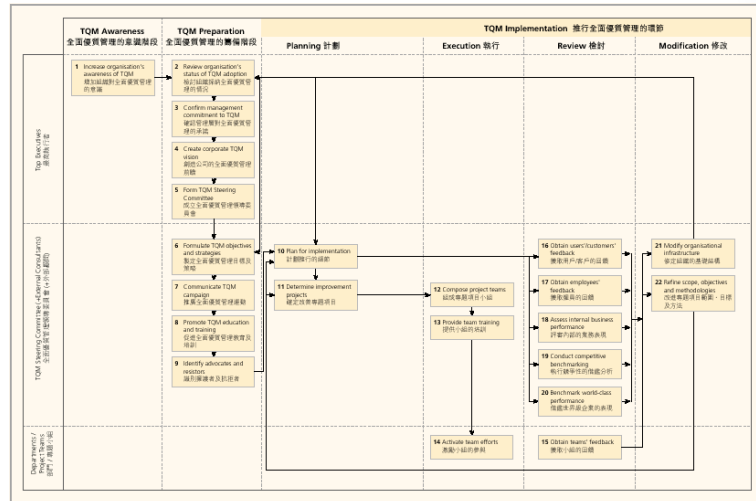 TQM Awareness
全面優質管理的意識階段
TQM Preparation
全面優質管理的籌備階段
TQM Implementation 推行全面優質管理的環節
Planning 計劃
Execution 執行
Review 檢討
Modification 修改
Top Executives
最高執行者
1 Increase organisation's
awareness of TQM
增加組織對全面優質管理
的意識
2 Review organisation's
status of TQM adoption
檢討組織採納全面優質管
理的情況
3 Confirm management
commitment to TQM
確認管理層對全面優質管
理的承諾
4 Create corporate TQM
vision
創造公司的全面優質管理
前瞻
5 Form TQM Steering
Committee
成立全面優質管理領導委
員會
TQM Steering Committee (+External Consultants)
全面優質管理領導委員會 (+外部顧問)
6 Formulate TQM objectives
and strategies
製定全面優質管理目標及
策略
7 Communicate TQM
campaign
推廣全面優質管理運動
8 Promote TQM education
and training
促進全面優質管理教育及
培訓
9 Identify advocates and
resistors
識別擁護者及抗拒者
10 Plan for implementation
計劃推行的細節
11 Determine improvement
projects
確定改善專題項目
12 Compose project teams
組成專題項目小組
13 Provide team training
提供小組的培訓
16 Obtain users'/customers'
feedback
獲取用戶/客戶的回饋
17 Obtain employees'
feedback
獲取僱員的回饋
18 Assess internal business
performance
評審內部的業務表現
19 Conduct competitive
benchmarking
執行競爭性的借鑑分析
20 Benchmark world-class
performance
借鑑世界級企業的表現
21 Modify organisational
infrastructure
修定組織的基礎結構
22 Refine scope, objectives
and methodologies
改進專題項目範圍、目標
及方法
Departments /
Project Teams
部門 / 專題小組
14 Activate team efforts
激勵小組的參與
15 Obtain teams' feedback
獲取小組的回饋